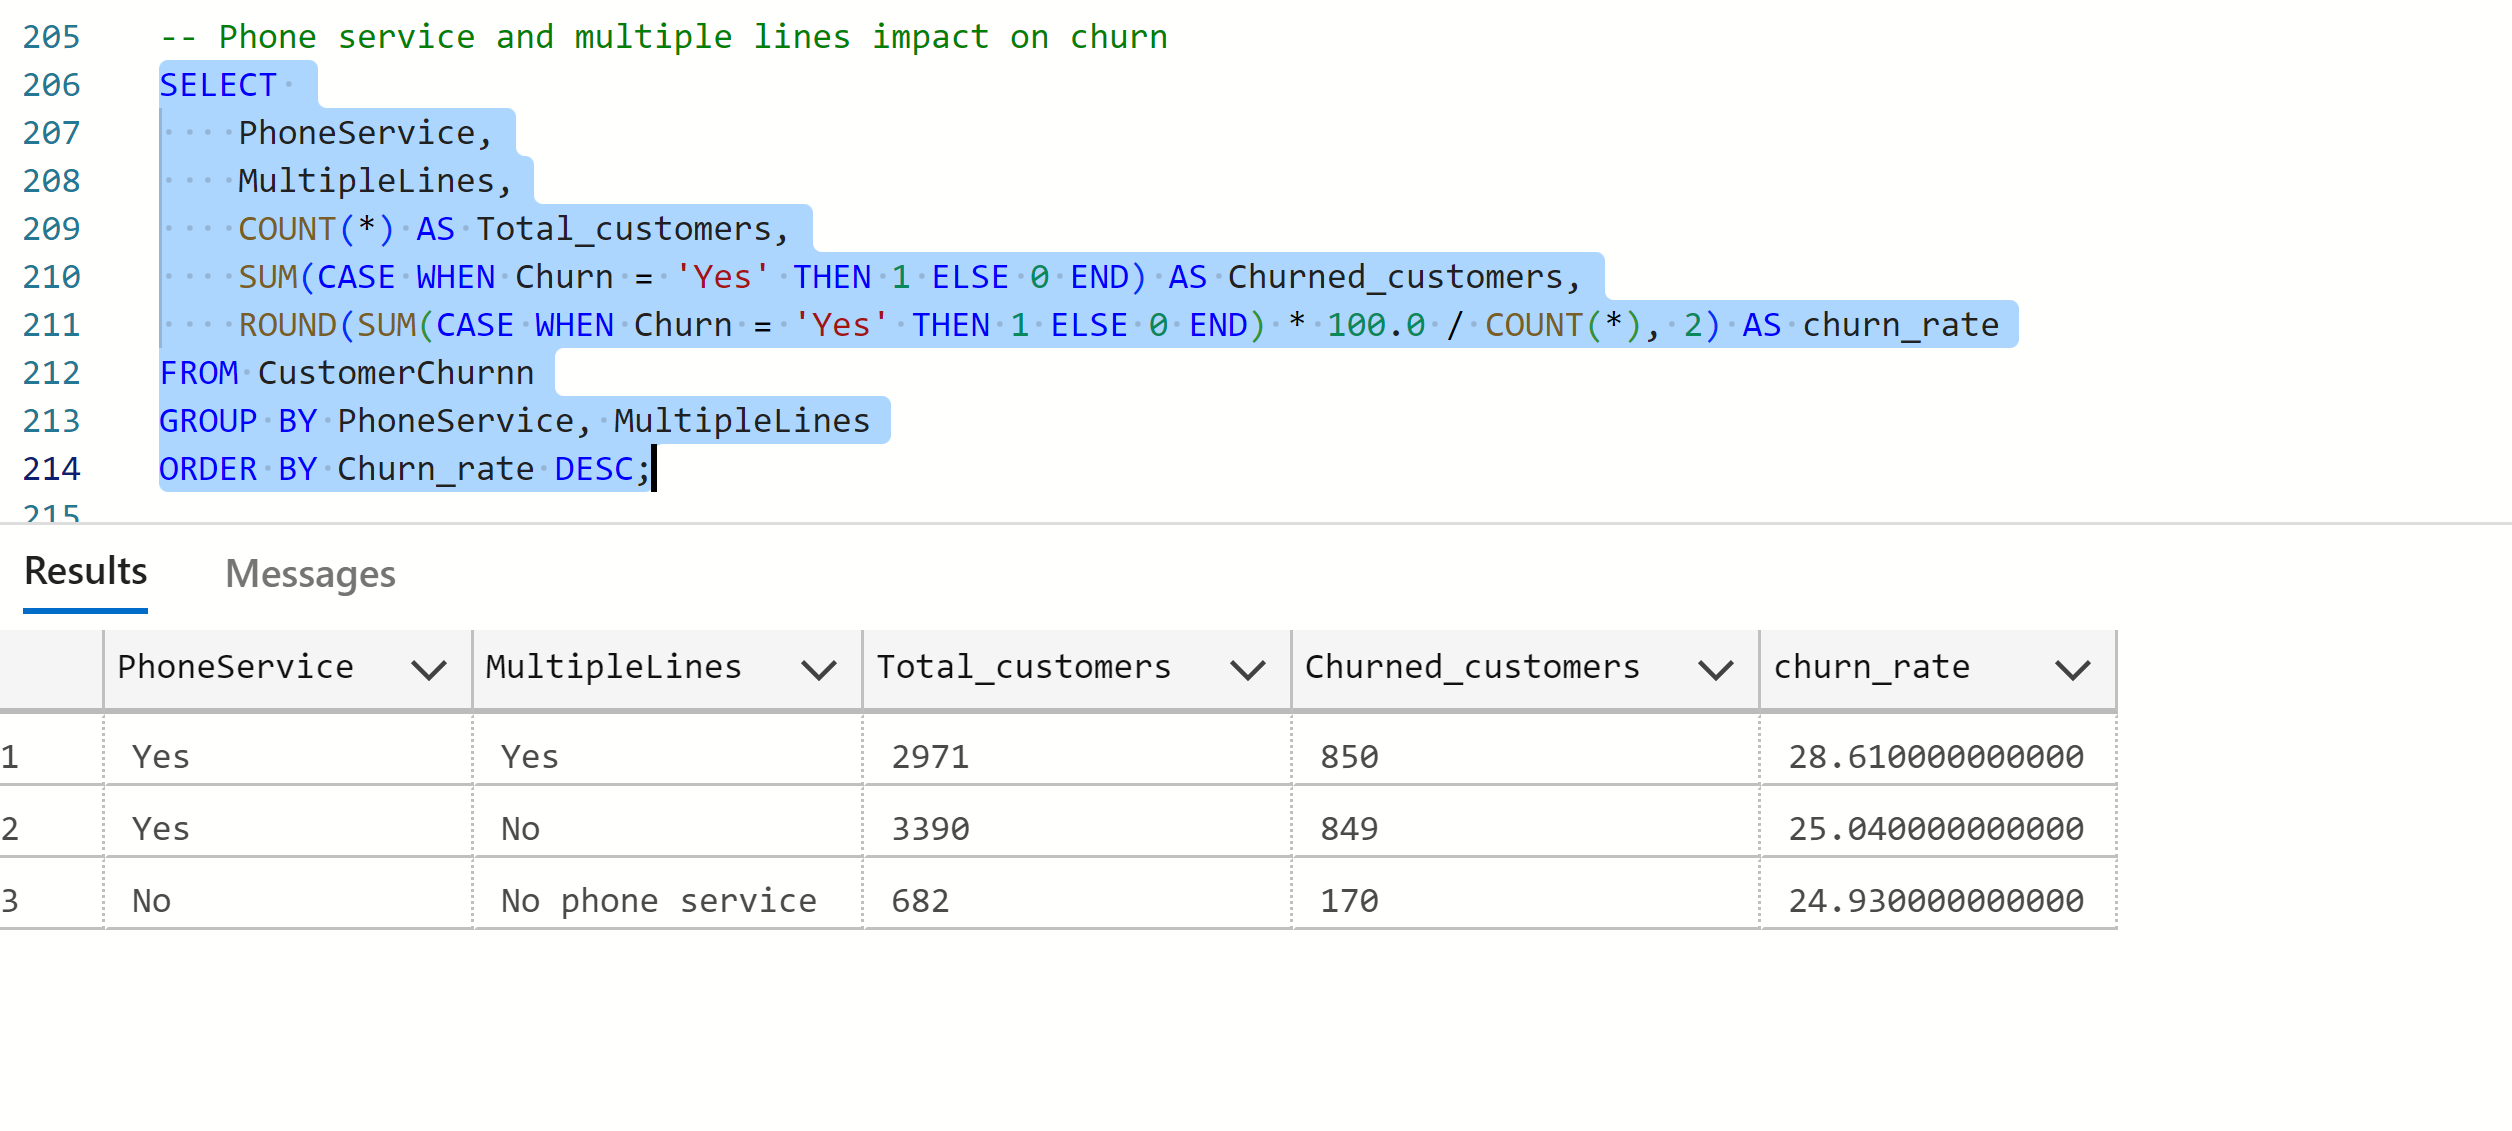 205 -- Phone service and multiple lines impact on churn
206 SELECT
207 PhoneService,
208 MultipleLines,
209 COUNT(*) AS Total_customers,
210 SUM(CASE WHEN Churn = 'Yes' THEN 1 ELSE 0 END) AS Churned_customers,
211 ROUND(SUM(CASE WHEN Churn = 'Yes' THEN 1 ELSE 0 END) * 100.0 / COUNT(*), 2) AS churn_rate
212 FROM CustomerChurnn
213 GROUP BY PhoneService, MultipleLines
214 ORDER BY Churn_rate DESC;
215
Results Messages
PhoneService MultipleLines Total_customers Churned_customers churn_rate
1 Yes Yes 2971 850 28.610000000000
2 Yes No 3390 849 25.040000000000
3 No No phone service 682 170 24.930000000000